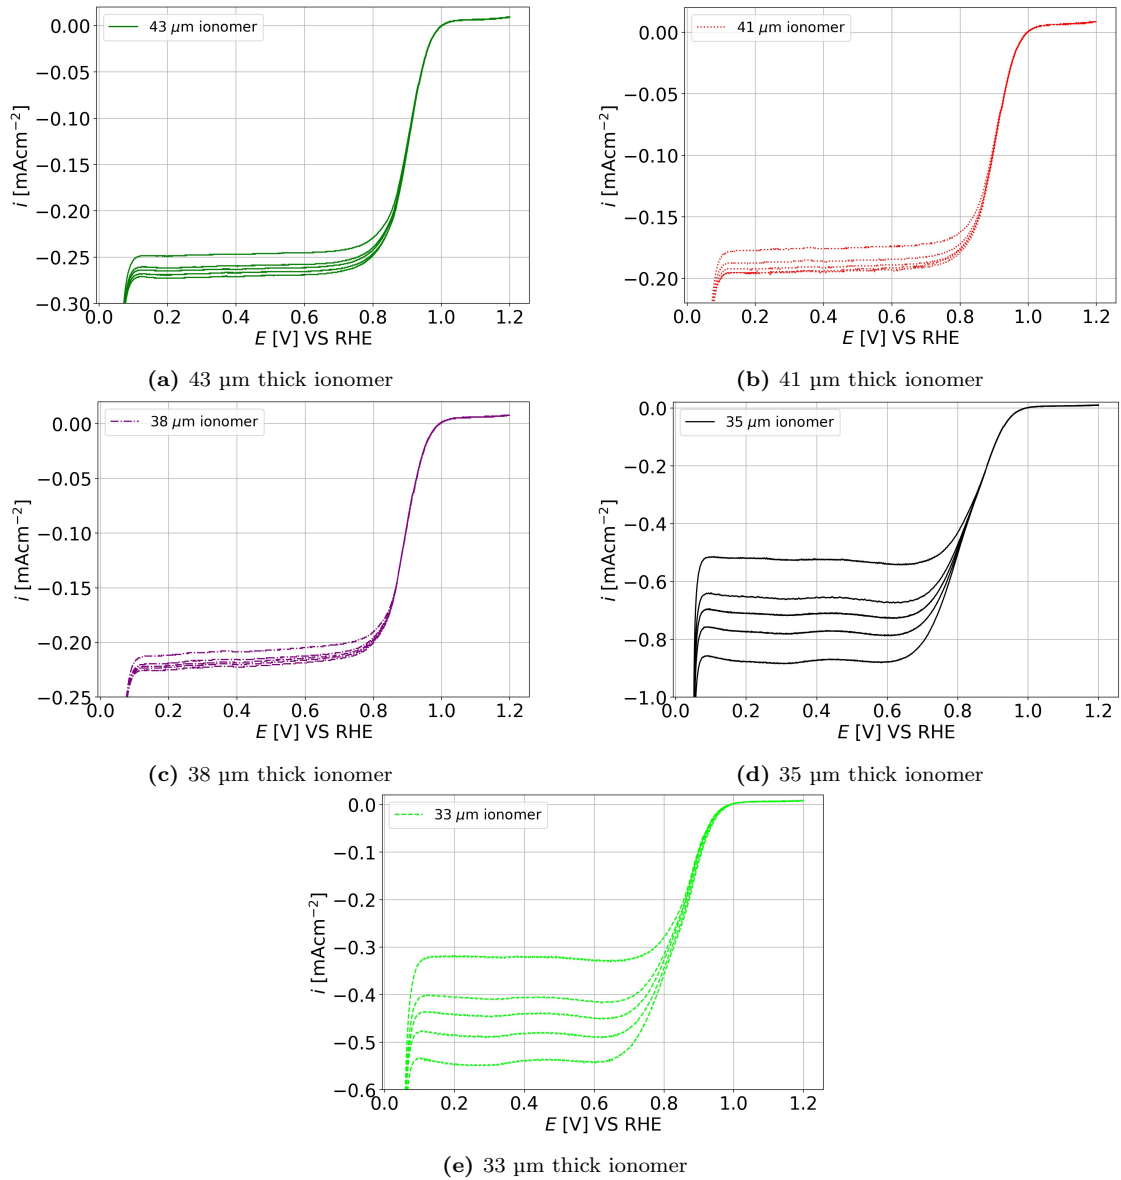 43 μm ionomer
0.00
−0.05
−0.10
−0.15
−0.20
−0.25
−0.30
i [mAcm⁻²]
0.0 0.2 0.4 0.6 0.8 1.0 1.2
E [V] VS RHE
(a) 43 µm thick ionomer
41 μm ionomer
0.00
−0.05
−0.10
−0.15
−0.20
i [mAcm⁻²]
0.0 0.2 0.4 0.6 0.8 1.0 1.2
E [V] VS RHE
(b) 41 µm thick ionomer
38 μm ionomer
0.00
−0.05
−0.10
−0.15
−0.20
−0.25
i [mAcm⁻²]
0.0 0.2 0.4 0.6 0.8 1.0 1.2
E [V] VS RHE
(c) 38 µm thick ionomer
35 μm ionomer
0.0
−0.2
−0.4
−0.6
−0.8
−1.0
i [mAcm⁻²]
0.0 0.2 0.4 0.6 0.8 1.0 1.2
E [V] VS RHE
(d) 35 µm thick ionomer
33 μm ionomer
0.0
−0.1
−0.2
−0.3
−0.4
−0.5
−0.6
i [mAcm⁻²]
0.0 0.2 0.4 0.6 0.8 1.0 1.2
E [V] VS RHE
(e) 33 µm thick ionomer